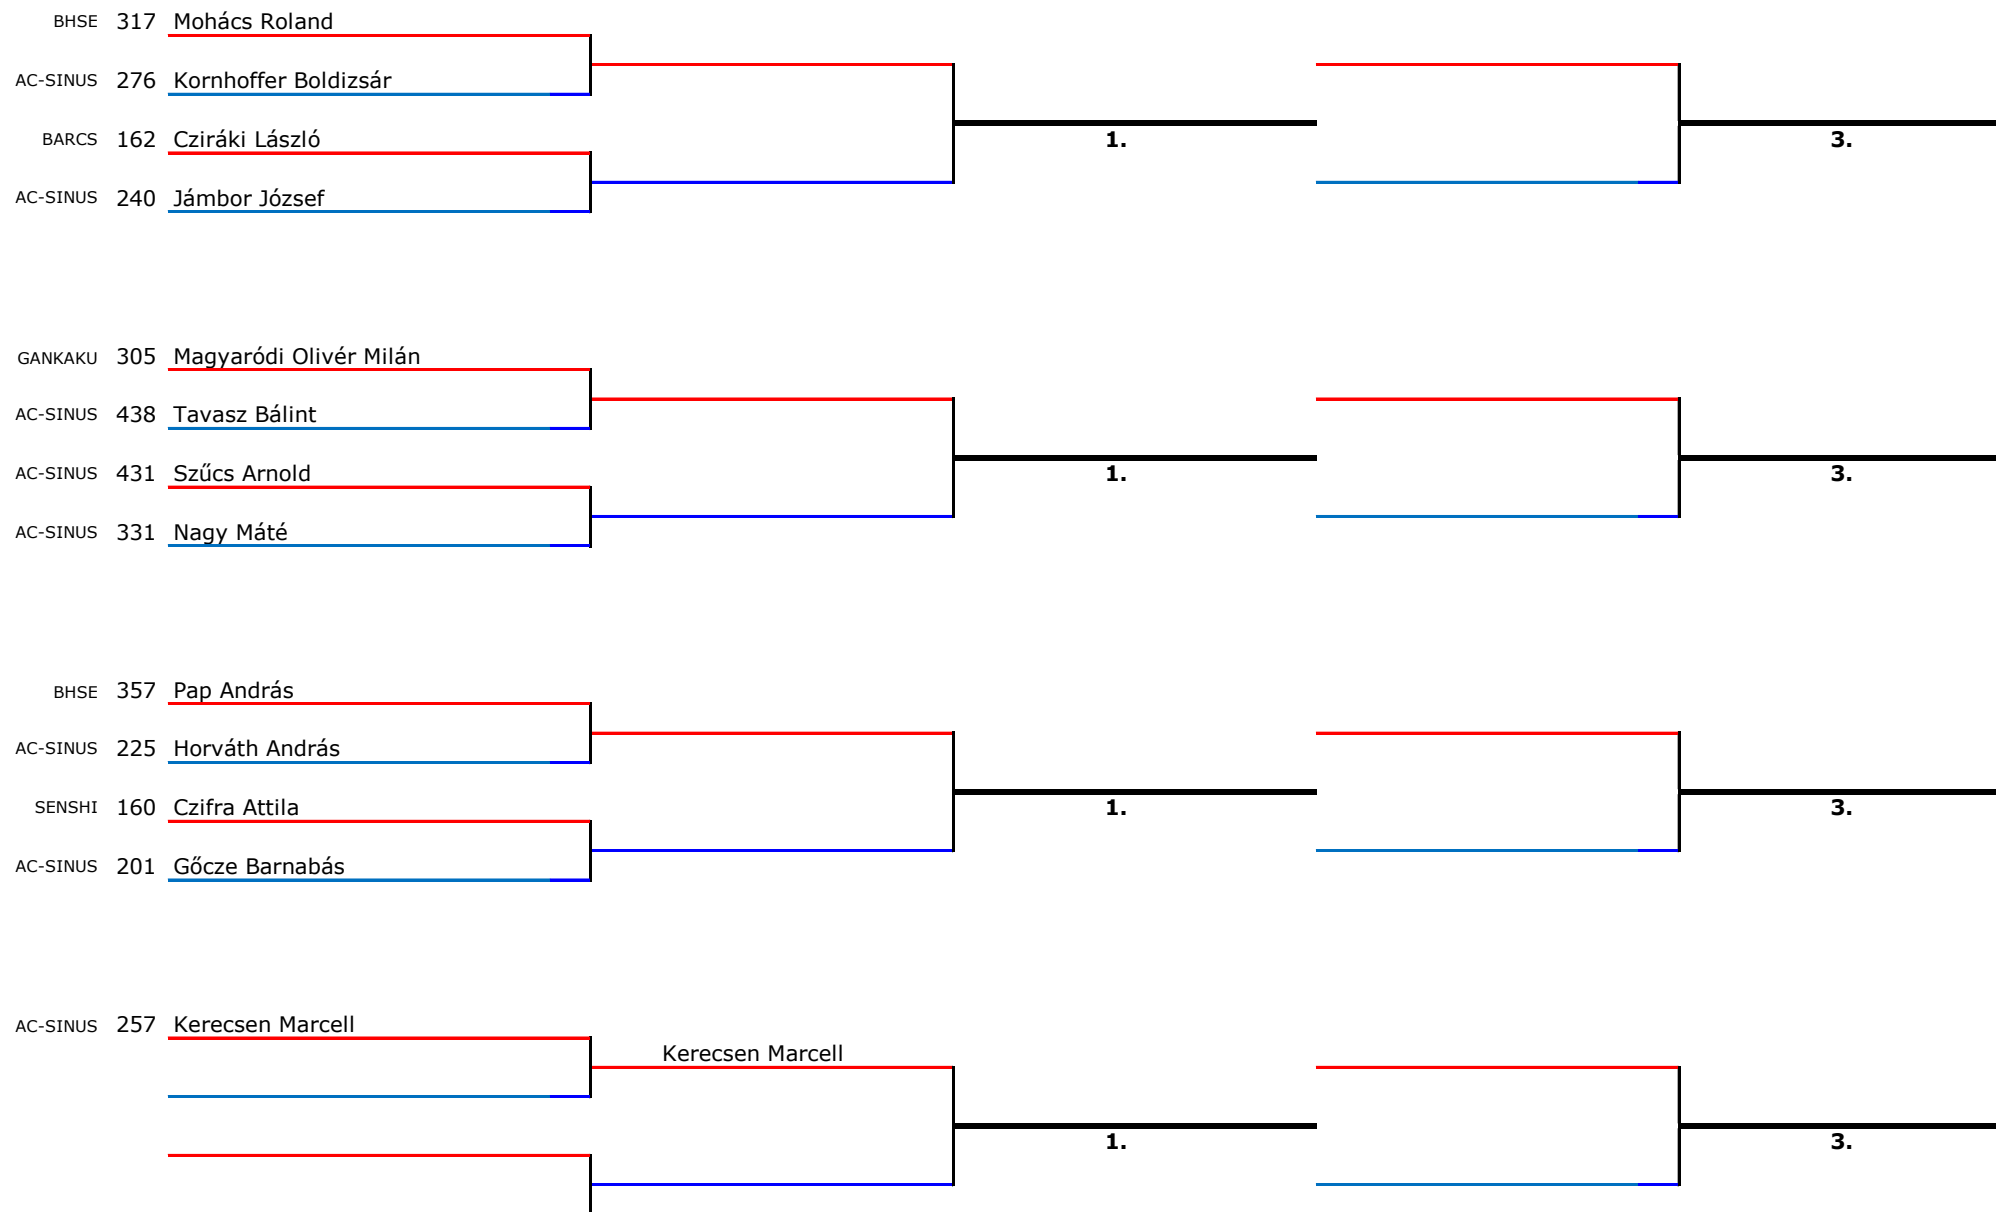 BHSE 317 Mohács Roland
AC-SINUS 276 Kornhoffer Boldizsár
BARCS 162 Cziráki László 1. 3.
AC-SINUS 240 Jámbor József
GANKAKU 305 Magyaródi Olivér Milán
AC-SINUS 438 Tavasz Bálint
AC-SINUS 431 Szűcs Arnold 1. 3.
AC-SINUS 331 Nagy Máté
BHSE 357 Pap András
AC-SINUS 225 Horváth András
SENSHI 160 Czifra Attila 1. 3.
AC-SINUS 201 Gőcze Barnabás
AC-SINUS 257 Kerecsen Marcell
Kerecsen Marcell
1. 3.